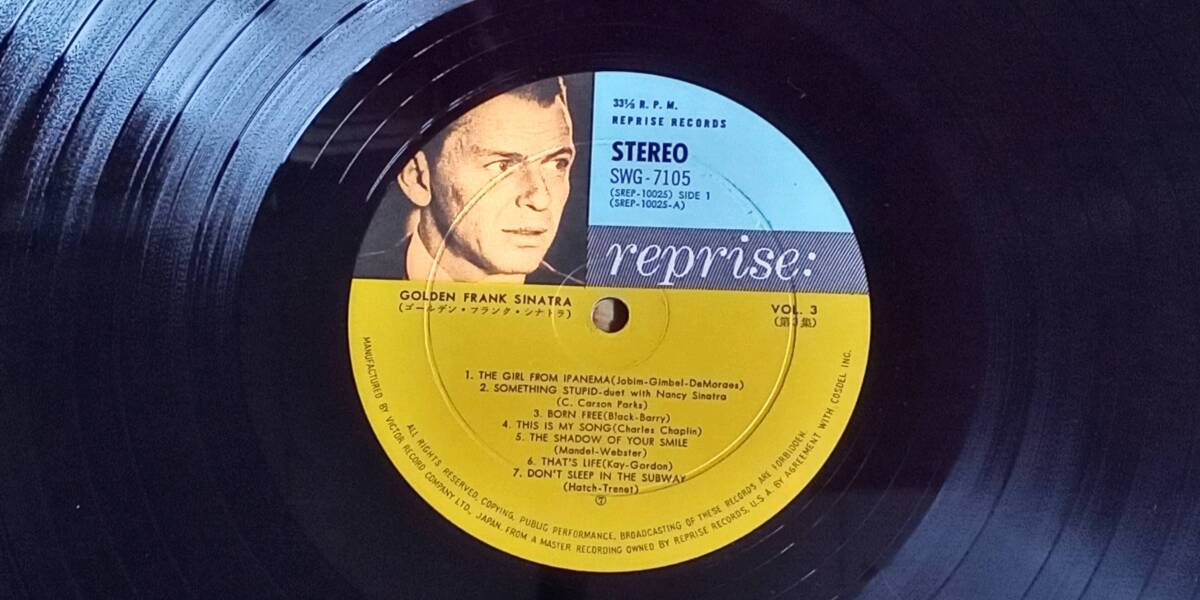 33⅓ R. P. M.
REPRISE RECORDS
STEREO
SWG-7105
(SREP-10025) SIDE 1
(SREP-10025-A)
reprise:
GOLDEN FRANK SINATRA
(ゴールデン・フランク・シナトラ)
VOL. 3
(第3集)
1. THE GIRL FROM IPANEMA(Jobim-Gimbel-DeMoraes)
2. SOMETHING STUPID-duet with Nancy Sinatra
(C. Carson Parks)
3. BORN FREE(Black-Barry)
4. THIS IS MY SONG(Charles Chaplin)
5. THE SHADOW OF YOUR SMILE
(Mandel-Webster)
6. THAT'S LIFE(Kay-Gordon)
7. DON'T SLEEP IN THE SUBWAY
(Hatch-Trenet)
⑦
ALL RIGHTS RESERVED, COPYING, PUBLIC PERFORMANCE, BROADCASTING OF THESE RECORDS ARE FORBIDDEN.
MANUFACTURED BY VICTOR RECORD COMPANY LTD., JAPAN. FROM A MASTER RECORDING OWNED BY REPRISE RECORDS, U.S.A. BY AGREEMENT WITH COSDEL INC.